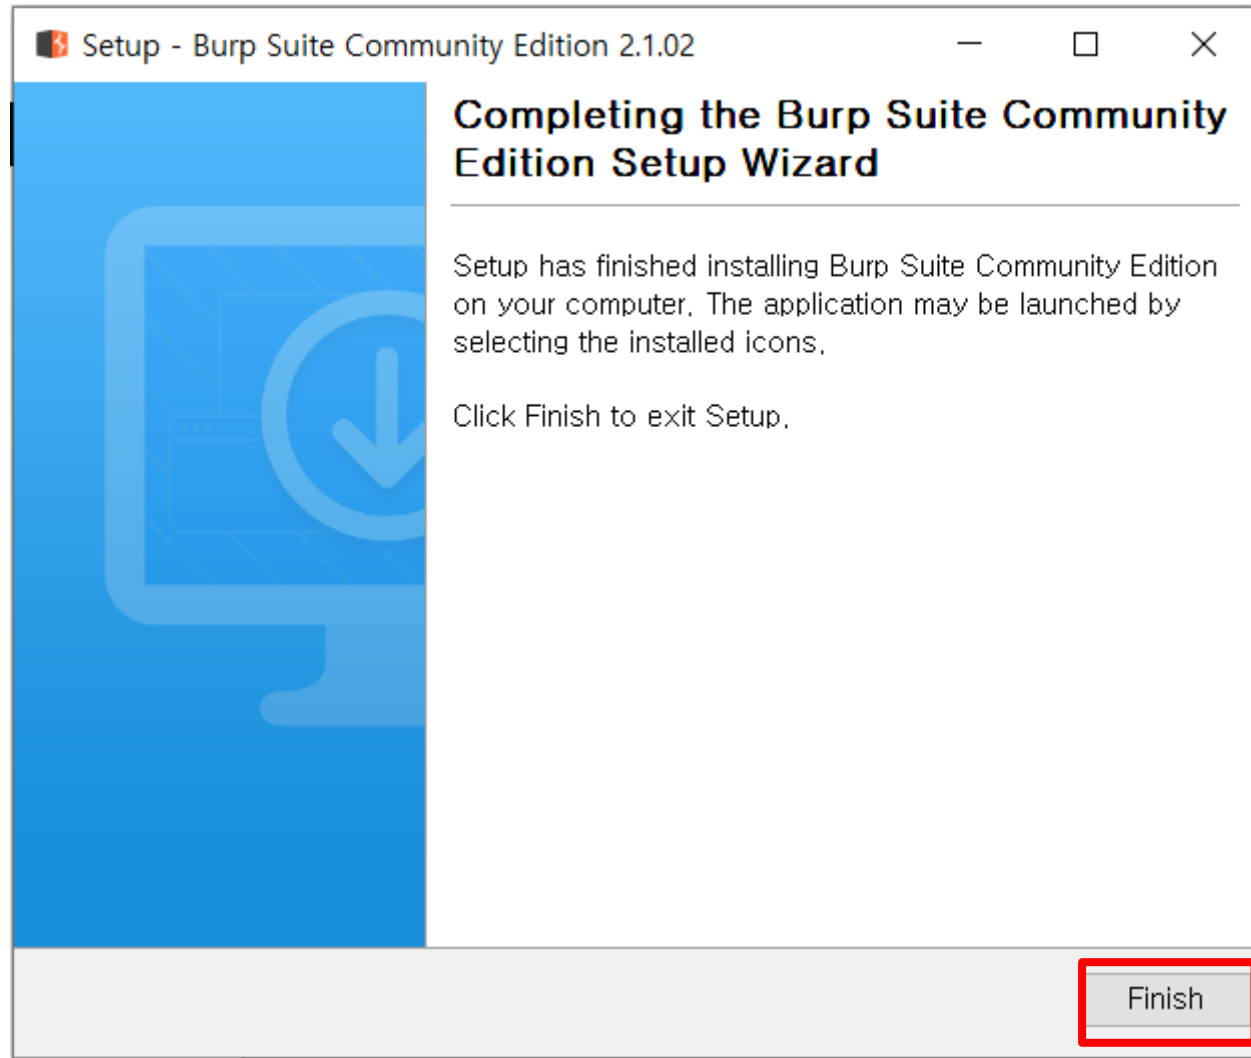 Setup - Burp Suite Community Edition 2.1.02
Completing the Burp Suite Community
Edition Setup Wizard
Setup has finished installing Burp Suite Community Edition
on your computer. The application may be launched by
selecting the installed icons.
Click Finish to exit Setup.
Finish